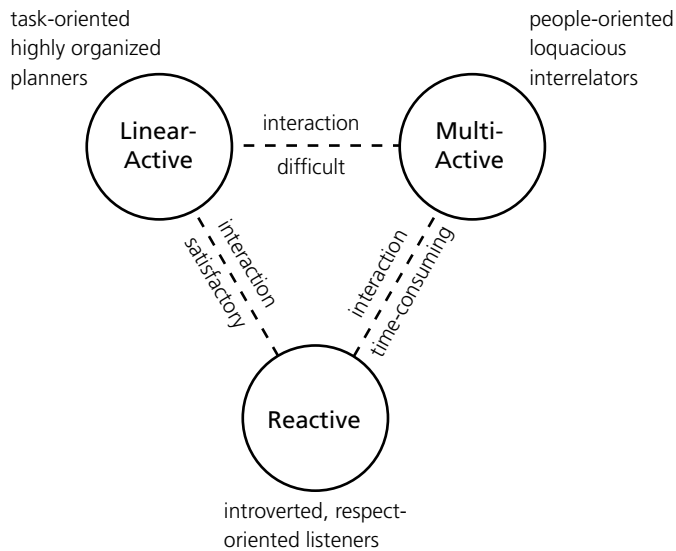 task-oriented
highly organized
planners
people-oriented
loquacious
interrelators
Linear-
Active
interaction
difficult
Multi-
Active
interaction
satisfactory
interaction
time-consuming
Reactive
introverted, respect-
oriented listeners